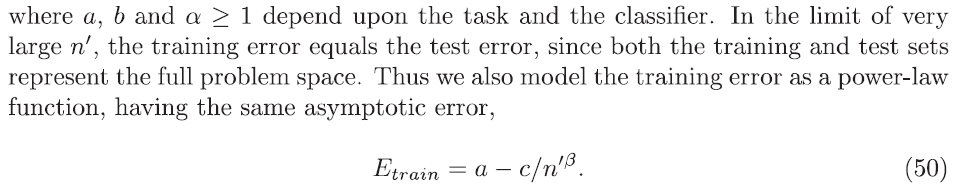 where a, b and α ≥ 1 depend upon the task and the classifier. In the limit of very
large n′, the training error equals the test error, since both the training and test sets
represent the full problem space. Thus we also model the training error as a power-law
function, having the same asymptotic error,
E_{train} = a − c/n′^β. (50)